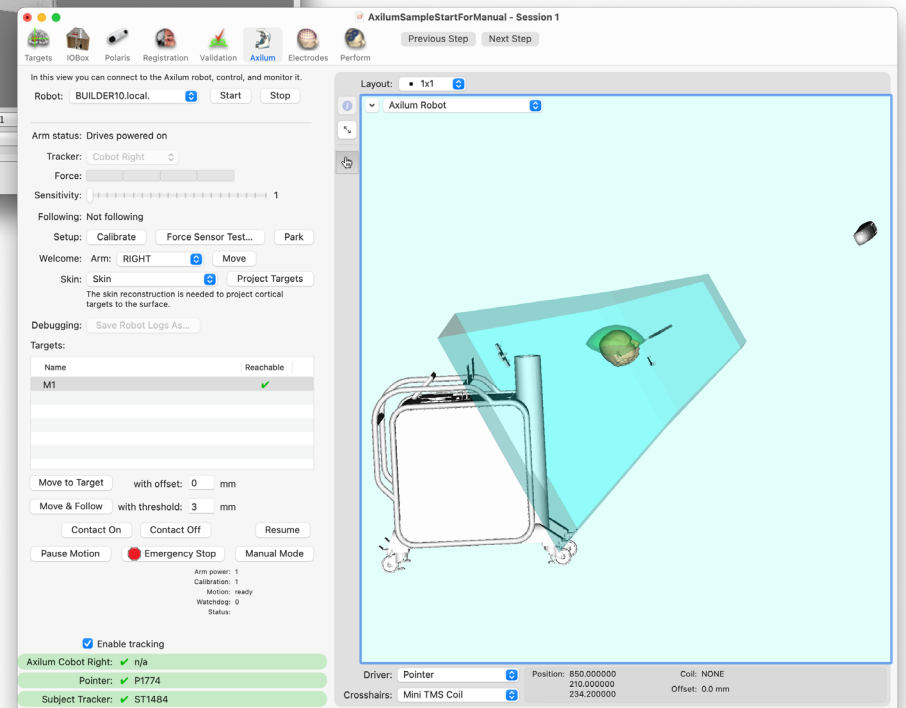 AxilumSampleStartForManual - Session 1
Targets IOBox Polaris Registration Validation Axilum Electrodes Perform
Previous Step Next Step
In this view you can connect to the Axilum robot, control, and monitor it.
Robot: BUILDER10.local. Start Stop
Arm status: Drives powered on
Tracker: Cobot Right
Force:
Sensitivity: 1
Following: Not following
Setup: Calibrate Force Sensor Test... Park
Welcome: Arm: RIGHT Move
Skin: Skin Project Targets
The skin reconstruction is needed to project cortical
targets to the surface.
Debugging: Save Robot Logs As...
Targets:
Name Reachable
M1 ✔
Move to Target with offset: 0 mm
Move & Follow with threshold: 3 mm
Contact On Contact Off Resume
Pause Motion Emergency Stop Manual Mode
Arm power: 1
Calibration: 1
Motion: ready
Watchdog: 0
Status:
Enable tracking
Axilum Cobot Right: ✔ n/a
Pointer: ✔ P1774
Subject Tracker: ✔ ST1484
Layout: 1x1
Axilum Robot
Driver: Pointer
Crosshairs: Mini TMS Coil
Position: 850.000000
210.000000
234.200000
Coil: NONE
Offset: 0.0 mm
1